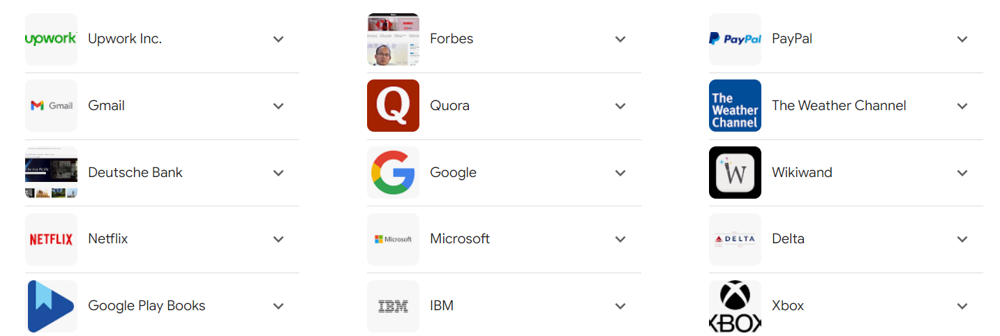 upwork
Upwork Inc.
Forbes
PayPal
PayPal
Gmail
Gmail
Q
Quora
The
Weather
Channel
The Weather Channel
Deutsche Bank
G
Google
W
Wikiwand
NETFLIX
Netflix
Microsoft
Microsoft
DELTA
Delta
Google Play Books
IBM
IBM
XBOX
Xbox